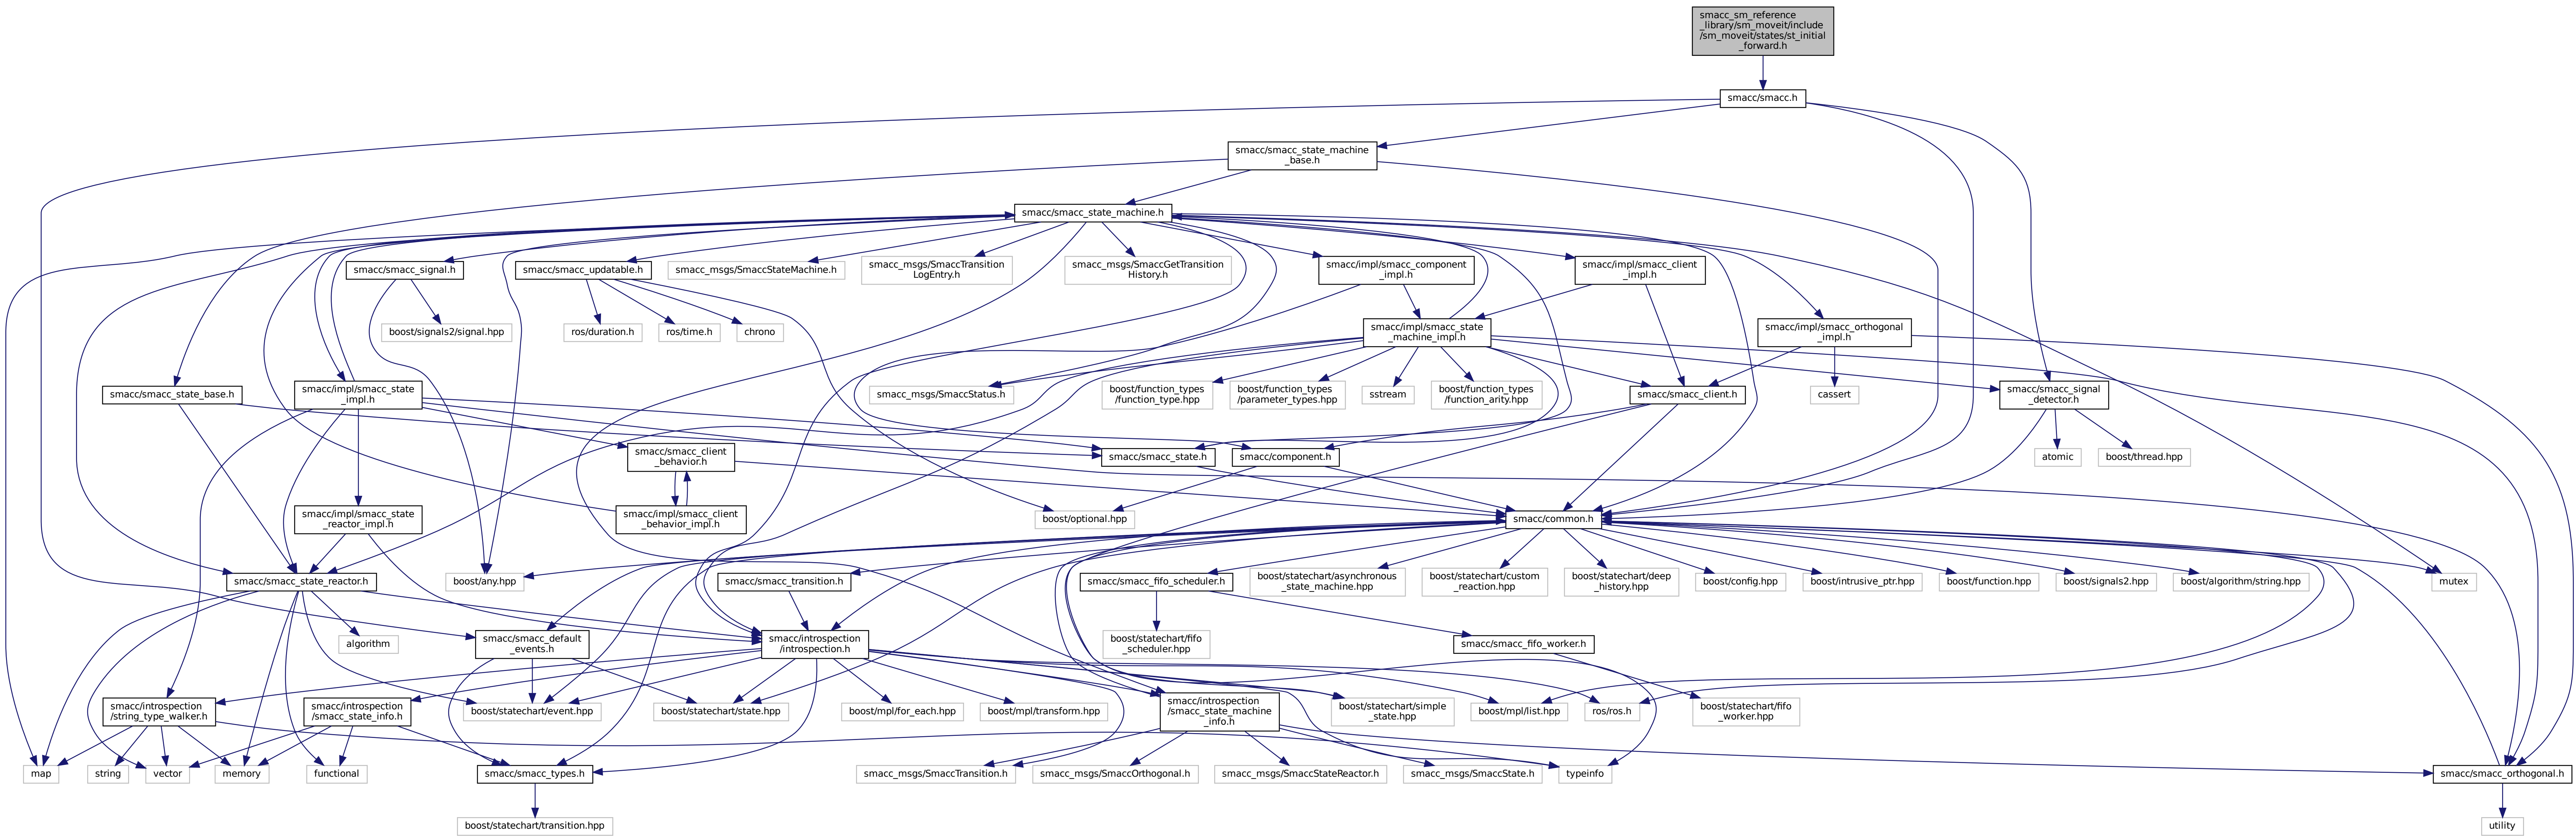 smacc_sm_reference
_library/sm_moveit/include
/sm_moveit/states/st_initial
_forward.h
smacc/smacc.h
smacc/smacc_state_machine
_base.h
smacc/smacc_state_machine.h
smacc/smacc_signal.h
smacc/smacc_updatable.h
smacc_msgs/SmaccStateMachine.h
smacc_msgs/SmaccTransition
LogEntry.h
smacc_msgs/SmaccGetTransition
History.h
smacc/impl/smacc_component
_impl.h
smacc/impl/smacc_client
_impl.h
boost/signals2/signal.hpp
ros/duration.h
ros/time.h
chrono
smacc/impl/smacc_state
_machine_impl.h
smacc/impl/smacc_orthogonal
_impl.h
smacc/smacc_state_base.h
smacc/impl/smacc_state
_impl.h
smacc_msgs/SmaccStatus.h
boost/function_types
/function_type.hpp
boost/function_types
/parameter_types.hpp
sstream
boost/function_types
/function_arity.hpp
smacc/smacc_client.h
cassert
smacc/smacc_signal
_detector.h
smacc/smacc_client
_behavior.h
smacc/smacc_state.h
smacc/component.h
atomic
boost/thread.hpp
smacc/impl/smacc_state
_reactor_impl.h
smacc/impl/smacc_client
_behavior_impl.h
boost/optional.hpp
smacc/common.h
smacc/smacc_state_reactor.h
boost/any.hpp
smacc/smacc_transition.h
smacc/smacc_fifo_scheduler.h
boost/statechart/asynchronous
_state_machine.hpp
boost/statechart/custom
_reaction.hpp
boost/statechart/deep
_history.hpp
boost/config.hpp
boost/intrusive_ptr.hpp
boost/function.hpp
boost/signals2.hpp
boost/algorithm/string.hpp
mutex
algorithm
smacc/smacc_default
_events.h
smacc/introspection
/introspection.h
boost/statechart/fifo
_scheduler.hpp
smacc/smacc_fifo_worker.h
smacc/introspection
/string_type_walker.h
smacc/introspection
/smacc_state_info.h
boost/statechart/event.hpp
boost/statechart/state.hpp
boost/mpl/for_each.hpp
boost/mpl/transform.hpp
smacc/introspection
/smacc_state_machine
_info.h
boost/statechart/simple
_state.hpp
boost/mpl/list.hpp
ros/ros.h
boost/statechart/fifo
_worker.hpp
map
string
vector
memory
functional
smacc/smacc_types.h
smacc_msgs/SmaccTransition.h
smacc_msgs/SmaccOrthogonal.h
smacc_msgs/SmaccStateReactor.h
smacc_msgs/SmaccState.h
typeinfo
smacc/smacc_orthogonal.h
boost/statechart/transition.hpp
utility